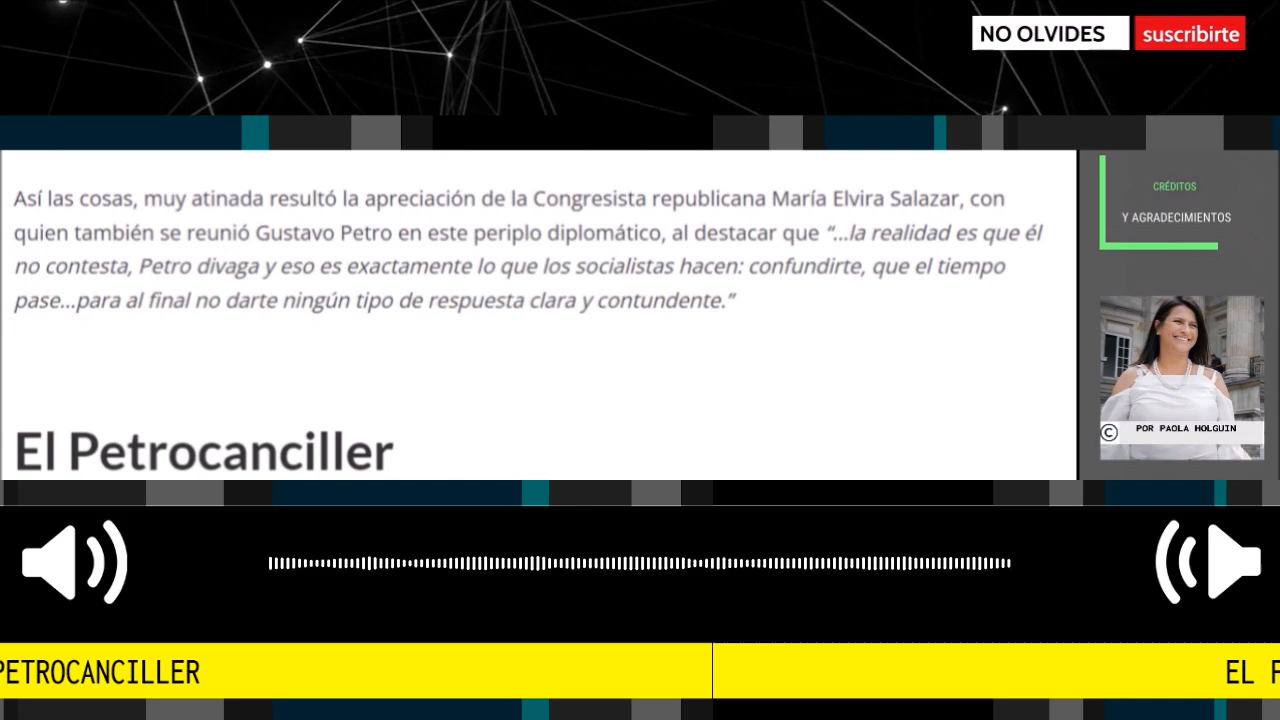 NO OLVIDES suscribirte
Así las cosas, muy atinada resultó la apreciación de la Congresista republicana María Elvira Salazar, con
quien también se reunió Gustavo Petro en este periplo diplomático, al destacar que “...la realidad es que él
no contesta, Petro divaga y eso es exactamente lo que los socialistas hacen: confundirte, que el tiempo
pase...para al final no darte ningún tipo de respuesta clara y contundente.”
El Petrocanciller
CRÉDITOS
Y AGRADECIMIENTOS
© POR PAOLA HOLGUIN
PETROCANCILLER
EL P